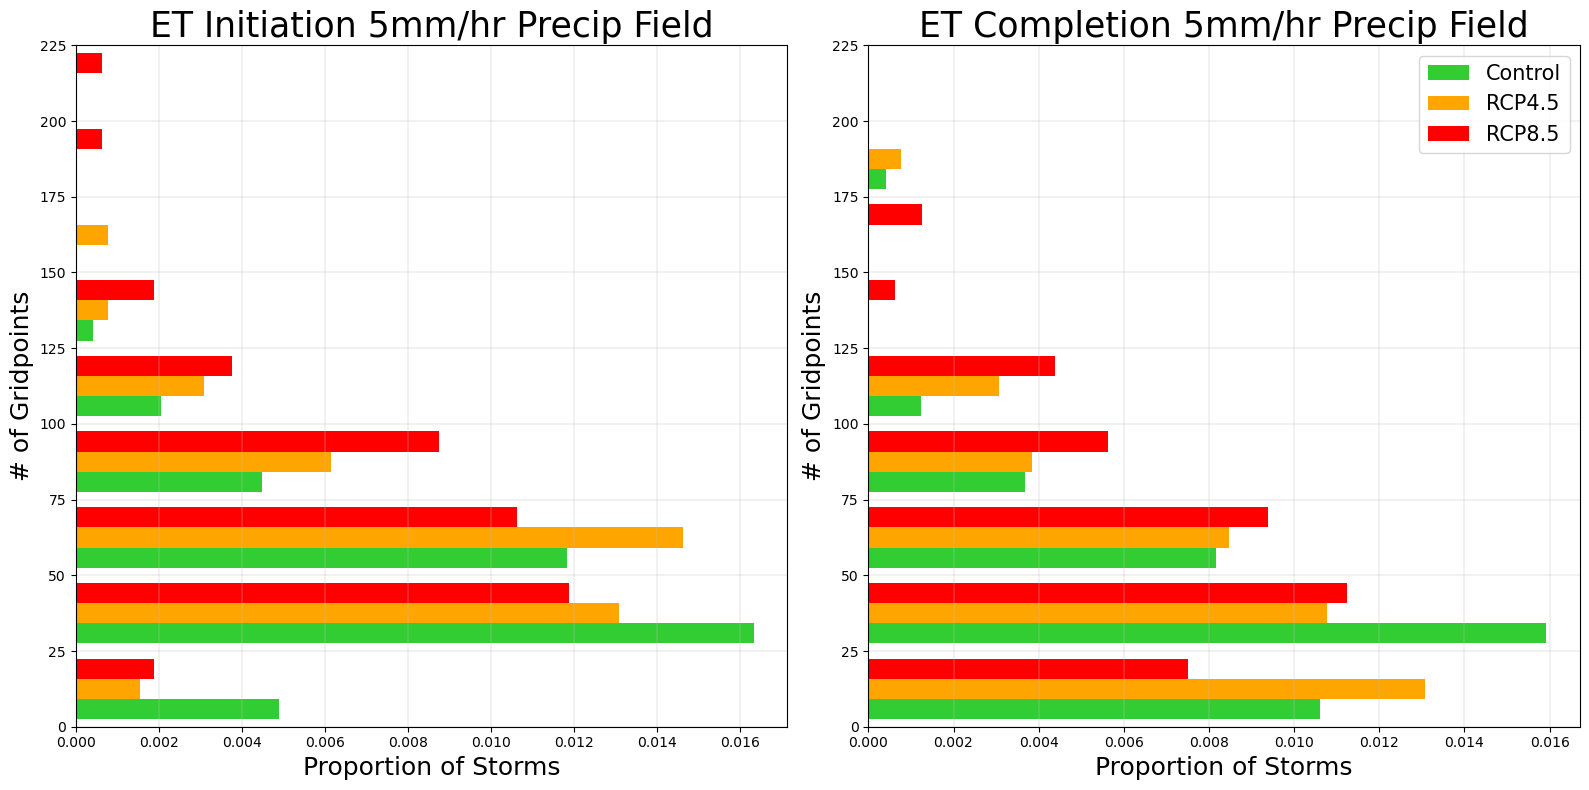 ET Initiation 5mm/hr Precip Field
225
200
175
150
125
100
75
50
25
0
# of Gridpoints
0.000 0.002 0.004 0.006 0.008 0.010 0.012 0.014 0.016
Proportion of Storms
ET Completion 5mm/hr Precip Field
Control
RCP4.5
RCP8.5
225
200
175
150
125
100
75
50
25
0
# of Gridpoints
0.000 0.002 0.004 0.006 0.008 0.010 0.012 0.014 0.016
Proportion of Storms